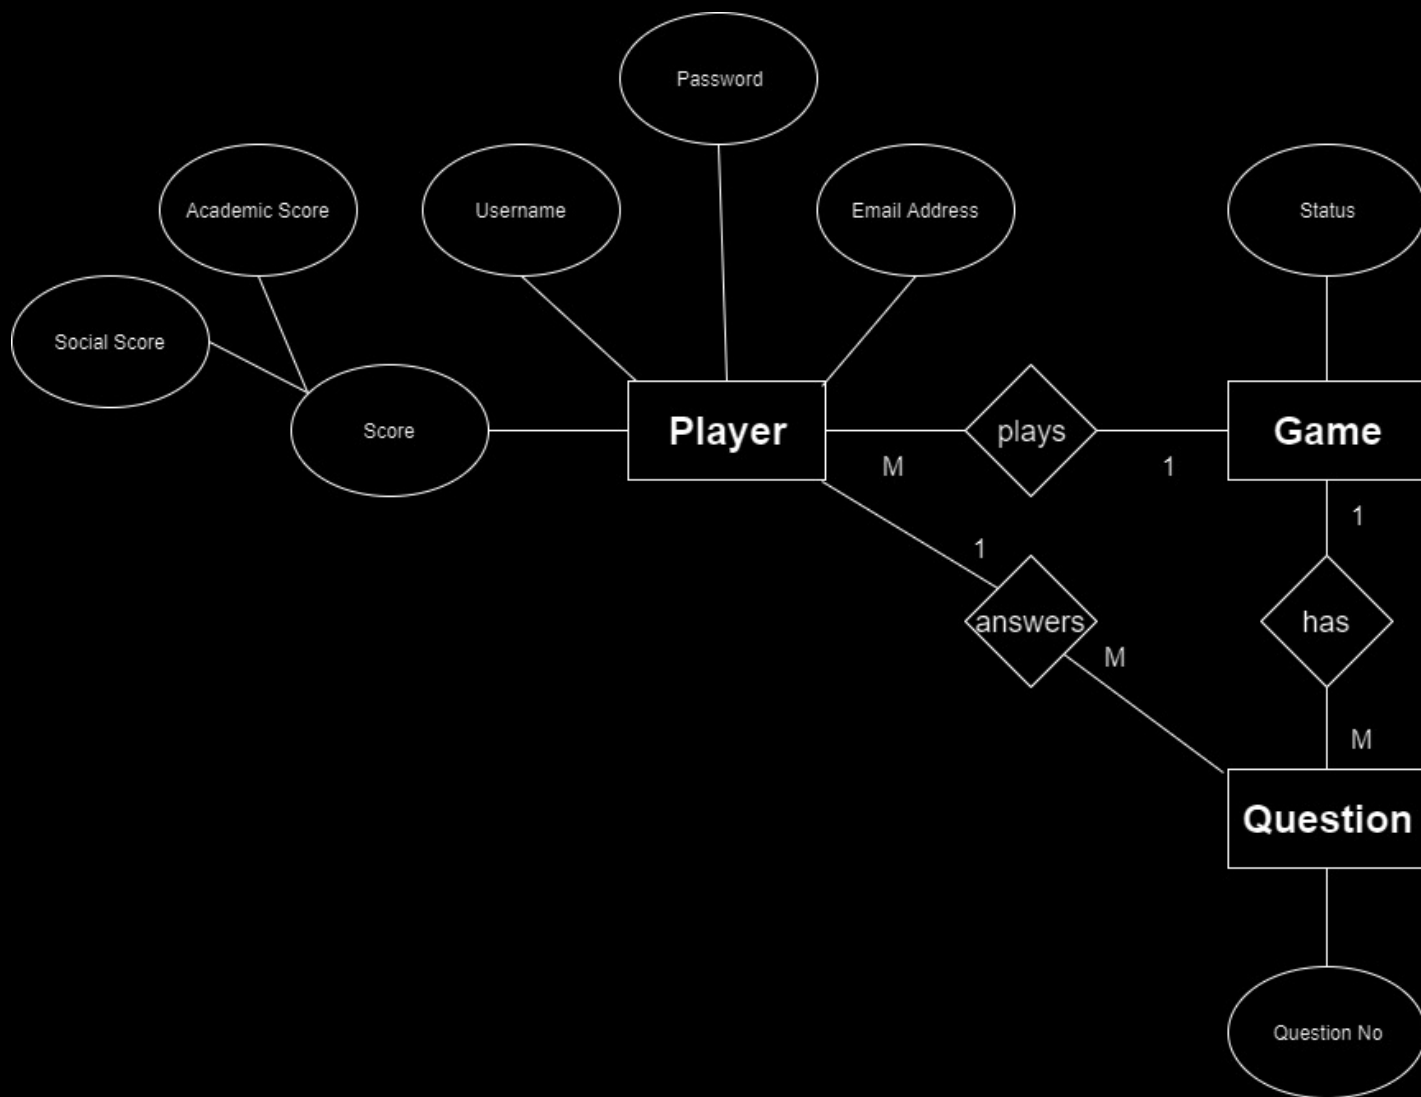 Password
Academic Score
Username
Email Address
Status
Social Score
Score
Player
plays
Game
M
1
1
1
answers
has
M
M
Question
Question No